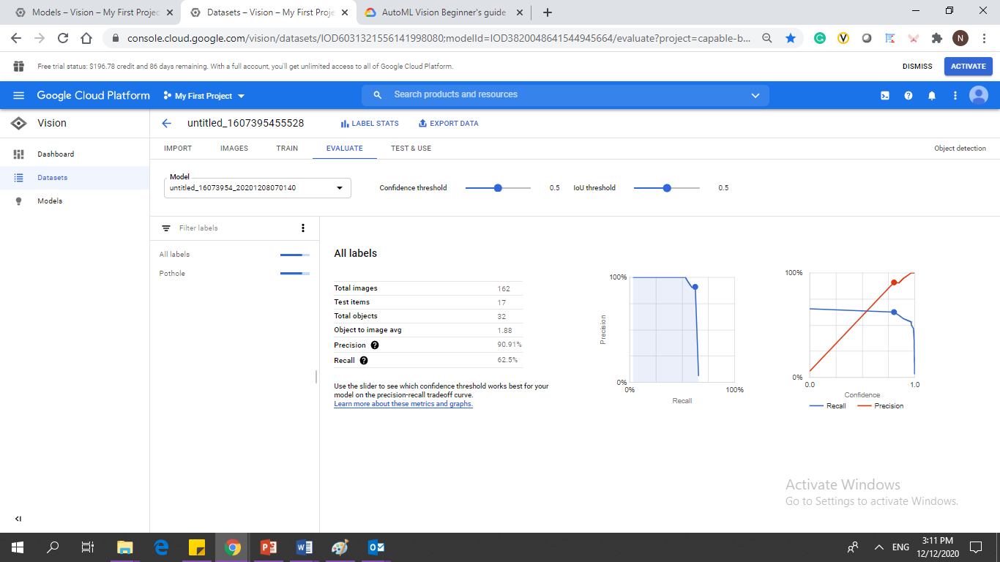 Models – Vision – My First Projec
Datasets – Vision – My First Proje
AutoML Vision Beginner's guide
console.cloud.google.com/vision/datasets/IOD6031321556141998080;modelId=IOD3820048641544945664/evaluate?project=capable-b...
N
Free trial status: $196.78 credit and 86 days remaining. With a full account, you'll get unlimited access to all of Google Cloud Platform.
DISMISS
ACTIVATE
Google Cloud Platform
My First Project
Search products and resources
Vision
untitled_1607395455528
LABEL STATS
EXPORT DATA
Dashboard
Datasets
Models
IMPORT
IMAGES
TRAIN
EVALUATE
TEST & USE
Object detection
Model
untitled_16073954_20201208070140
Confidence threshold
0.5
IoU threshold
0.5
Filter labels
All labels
Pothole
All labels
Total images 162
Test items 17
Total objects 32
Object to image avg 1.88
Precision 90.91%
Recall 62.5%
Use the slider to see which confidence threshold works best for your
model on the precision-recall tradeoff curve.
Learn more about these metrics and graphs.
100%
Precision
0%
0%
100%
Recall
100%
0%
0.0
1.0
Confidence
Recall
Precision
Activate Windows
Go to Settings to activate Windows.
ENG
3:11 PM
12/12/2020